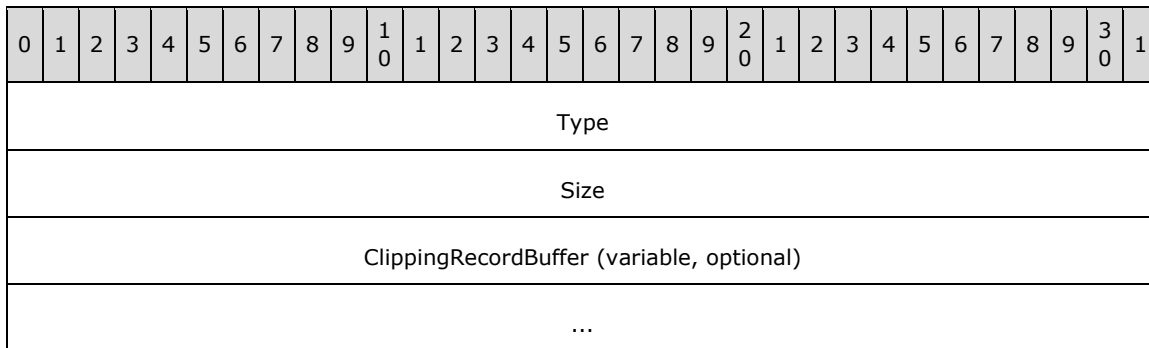 0 1 2 3 4 5 6 7 8 9 1 0 1 2 3 4 5 6 7 8 9 2 0 1 2 3 4 5 6 7 8 9 3 0 1
Type
Size
ClippingRecordBuffer (variable, optional)
...